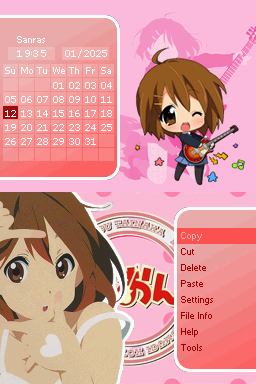 Sanras
19:35 01/2025
Su Mo Tu We Th Fr Sa
01 02 03 04
05 06 07 08 09 10 11
12 13 14 15 16 17 18
19 20 21 22 23 24 25
26 27 28 29 30 31
Copy
Cut
Delete
Paste
Settings
File Info
Help
Tools